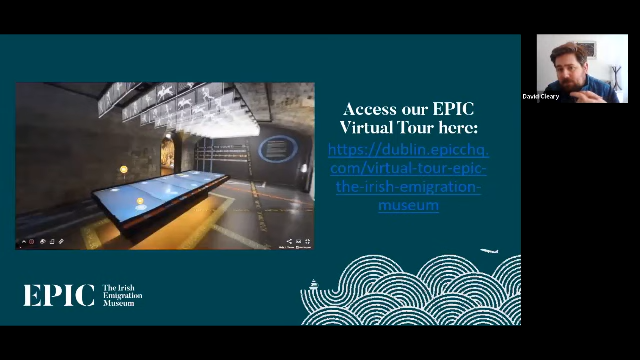 Access our EPIC
Virtual Tour here:
https://dublin.epicchq.
com/virtual-tour-epic-
the-irish-emigration-
museum
David Cleary
EPIC
The Irish
Emigration
Museum